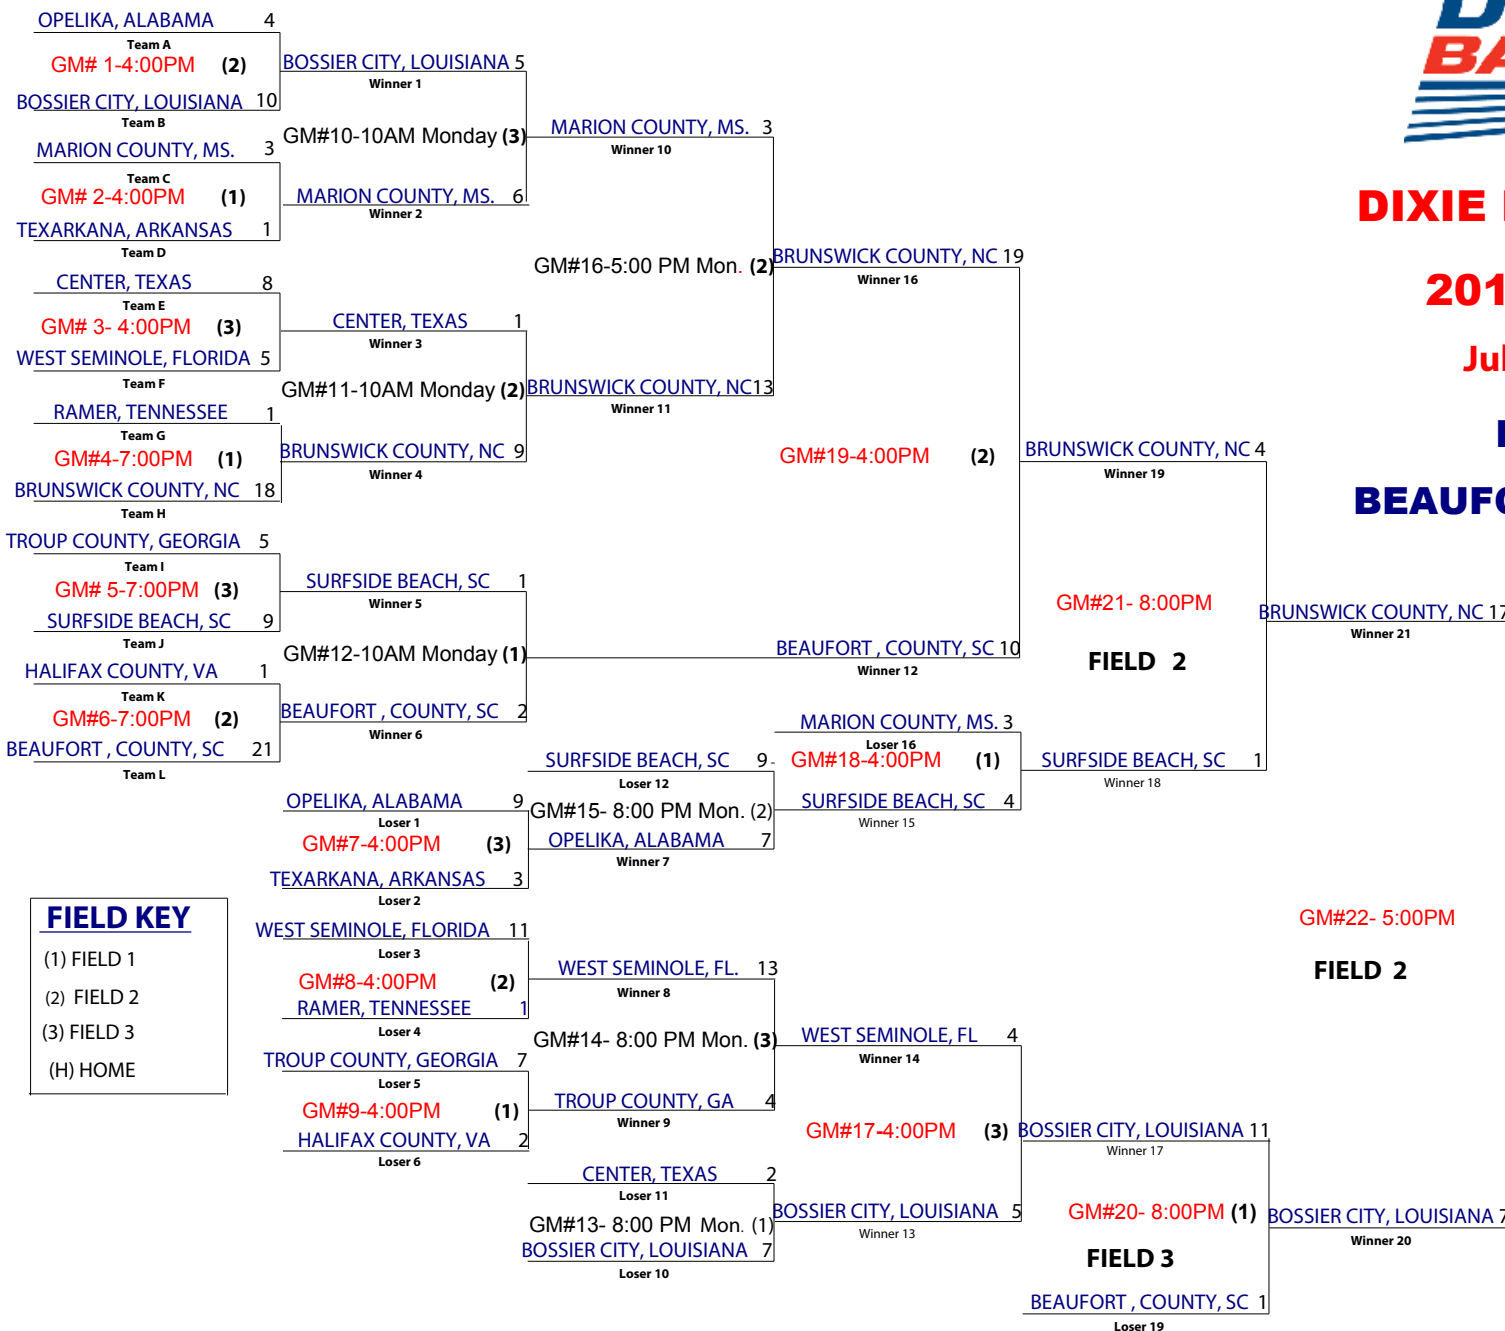 OPELIKA, ALABAMA 4
Team A
GM# 1-4:00PM (2)
BOSSIER CITY, LOUISIANA 10
Team B
MARION COUNTY, MS. 3
Team C
GM# 2-4:00PM (1)
TEXARKANA, ARKANSAS 1
Team D
CENTER, TEXAS 8
Team E
GM# 3- 4:00PM (3)
WEST SEMINOLE, FLORIDA 5
Team F
RAMER, TENNESSEE 1
Team G
GM#4-7:00PM (1)
BRUNSWICK COUNTY, NC 18
Team H
TROUP COUNTY, GEORGIA 5
Team I
GM# 5-7:00PM (3)
SURFSIDE BEACH, SC 9
Team J
HALIFAX COUNTY, VA 1
Team K
GM#6-7:00PM (2)
BEAUFORT , COUNTY, SC 21
Team L
BOSSIER CITY, LOUISIANA 5
Winner 1
GM#10-10AM Monday (3)
MARION COUNTY, MS. 6
Winner 2
CENTER, TEXAS 1
Winner 3
GM#11-10AM Monday (2)
BRUNSWICK COUNTY, NC 9
Winner 4
SURFSIDE BEACH, SC 1
Winner 5
GM#12-10AM Monday (1)
BEAUFORT , COUNTY, SC 2
Winner 6
OPELIKA, ALABAMA 9
Loser 1
GM#7-4:00PM (3)
TEXARKANA, ARKANSAS 3
Loser 2
WEST SEMINOLE, FLORIDA 11
Loser 3
GM#8-4:00PM (2)
RAMER, TENNESSEE 1
Loser 4
TROUP COUNTY, GEORGIA 7
Loser 5
GM#9-4:00PM (1)
HALIFAX COUNTY, VA 2
Loser 6
MARION COUNTY, MS. 3
Winner 10
GM#16-5:00 PM Mon. (2)
BRUNSWICK COUNTY, NC 13
Winner 11
SURFSIDE BEACH, SC 9-
Loser 12
GM#15- 8:00 PM Mon. (2)
OPELIKA, ALABAMA 7
Winner 7
WEST SEMINOLE, FL. 13
Winner 8
GM#14- 8:00 PM Mon. (3)
TROUP COUNTY, GA 4
Winner 9
CENTER, TEXAS 2
Loser 11
GM#13- 8:00 PM Mon. (1)
BOSSIER CITY, LOUISIANA 7
Loser 10
BRUNSWICK COUNTY, NC 19
Winner 16
GM#19-4:00PM (2)
BEAUFORT , COUNTY, SC 10
Winner 12
MARION COUNTY, MS. 3
Loser 16
GM#18-4:00PM (1)
SURFSIDE BEACH, SC 4
Winner 15
WEST SEMINOLE, FL 4
Winner 14
GM#17-4:00PM (3)
BOSSIER CITY, LOUISIANA 5
Winner 13
BRUNSWICK COUNTY, NC 4
Winner 19
GM#21- 8:00PM
FIELD 2
SURFSIDE BEACH, SC 1
Winner 18
BOSSIER CITY, LOUISIANA 11
Winner 17
GM#20- 8:00PM (1)
FIELD 3
BEAUFORT , COUNTY, SC 1
Loser 19
BRUNSWICK COUNTY, NC 17
Winner 21
GM#22- 5:00PM
FIELD 2
BOSSIER CITY, LOUISIANA 7
Winner 20
FIELD KEY
(1) FIELD 1
(2) FIELD 2
(3) FIELD 3
(H) HOME
DIXIE
201
Jul
BEAUFO